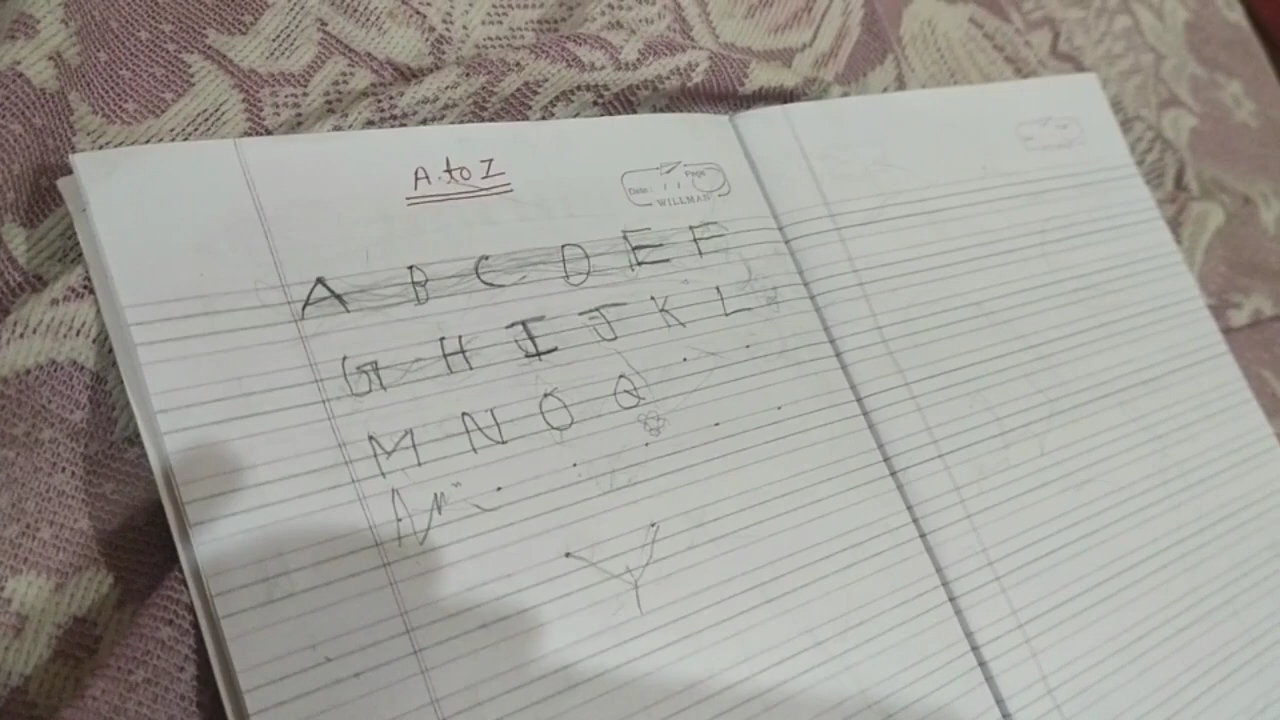 A to Z
Date: / / Page
WILLMAN
A B C D E F
G H I J K L
M N O Q
Y